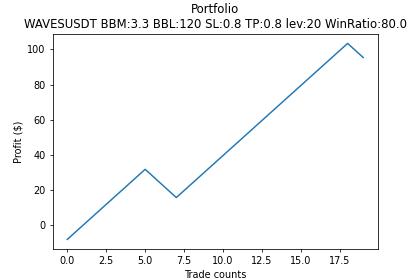 Portfolio
WAVESUSDT BBM:3.3 BBL:120 SL:0.8 TP:0.8 lev:20 WinRatio:80.0
100
80
60
40
20
0
Profit ($)
0.0 2.5 5.0 7.5 10.0 12.5 15.0 17.5
Trade counts